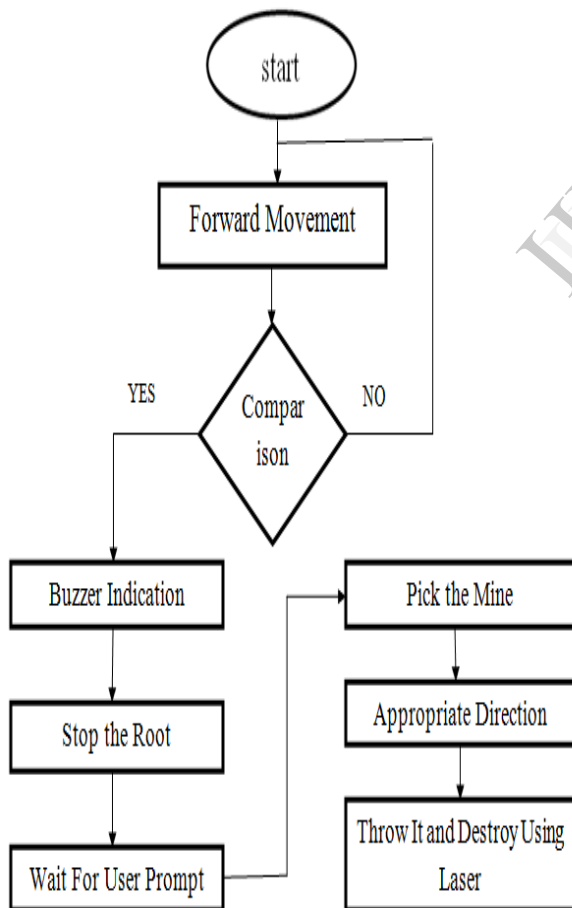 start
Forward Movement
YES
NO
Compar
ison
Buzzer Indication
Stop the Root
Wait For User Prompt
Pick the Mine
Appropriate Direction
Throw It and Destroy Using
Laser